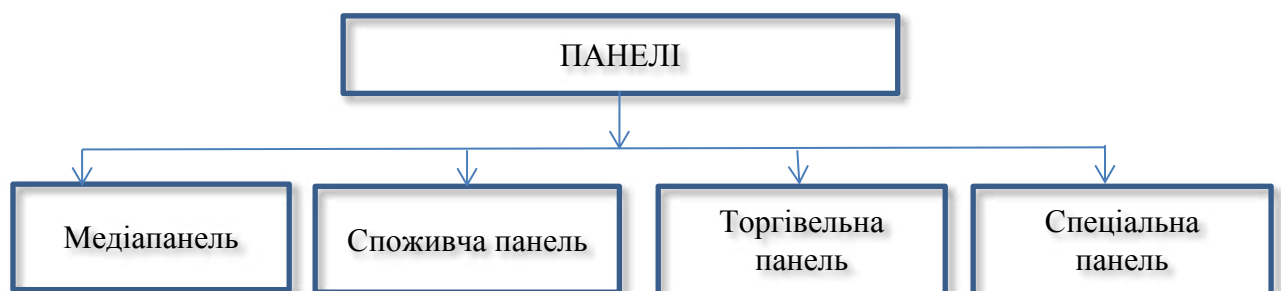 ПАНЕЛІ
Медіапанель
Споживча панель
Торгівельна
панель
Спеціальна
панель